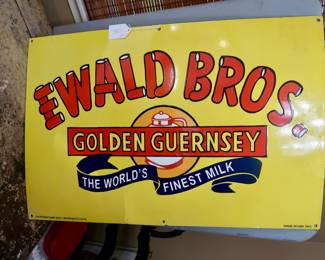 EWALD BROS.
GOLDEN GUERNSEY
THE WORLD'S FINEST MILK